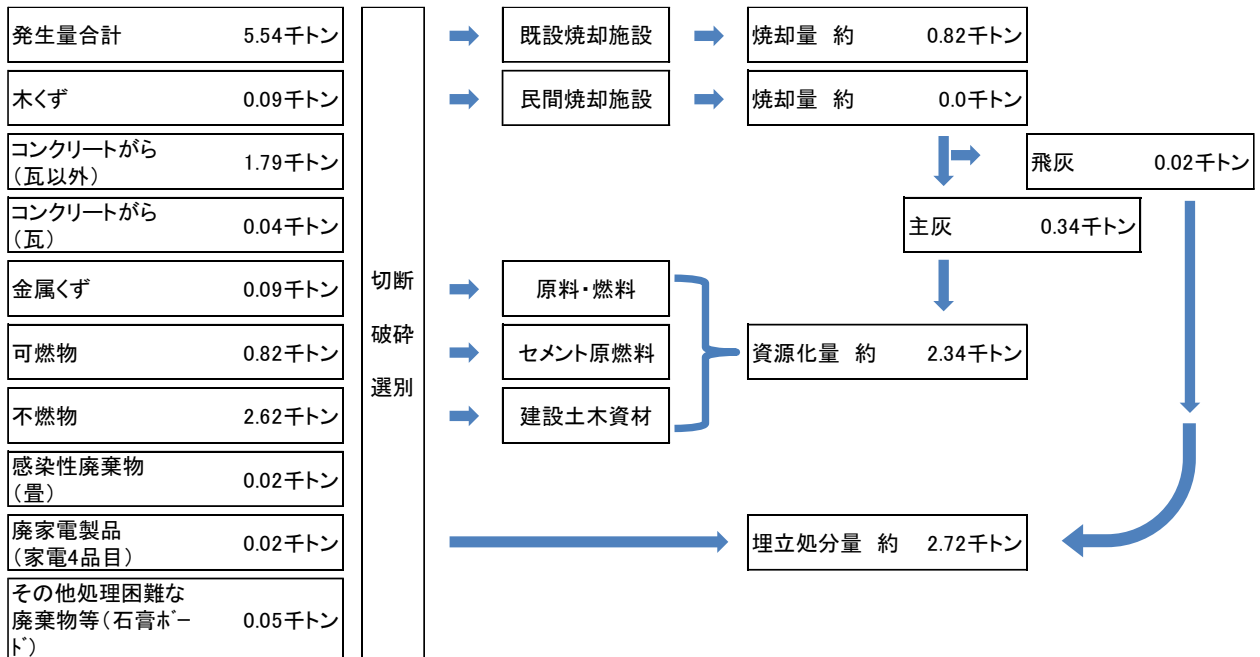 発生量合計 5.54千トン
既設焼却施設
焼却量 約 0.82千トン
木くず 0.09千トン
民間焼却施設
焼却量 約 0.0千トン
コンクリートがら
(瓦以外) 1.79千トン
飛灰 0.02千トン
コンクリートがら
(瓦) 0.04千トン
主灰 0.34千トン
切断
破砕
選別
金属くず 0.09千トン
原料・燃料
可燃物 0.82千トン
セメント原燃料
資源化量 約 2.34千トン
不燃物 2.62千トン
建設土木資材
感染性廃棄物
(畳) 0.02千トン
廃家電製品
(家電4品目) 0.02千トン
埋立処分量 約 2.72千トン
その他処理困難な
廃棄物等(石膏ボー
ド) 0.05千トン